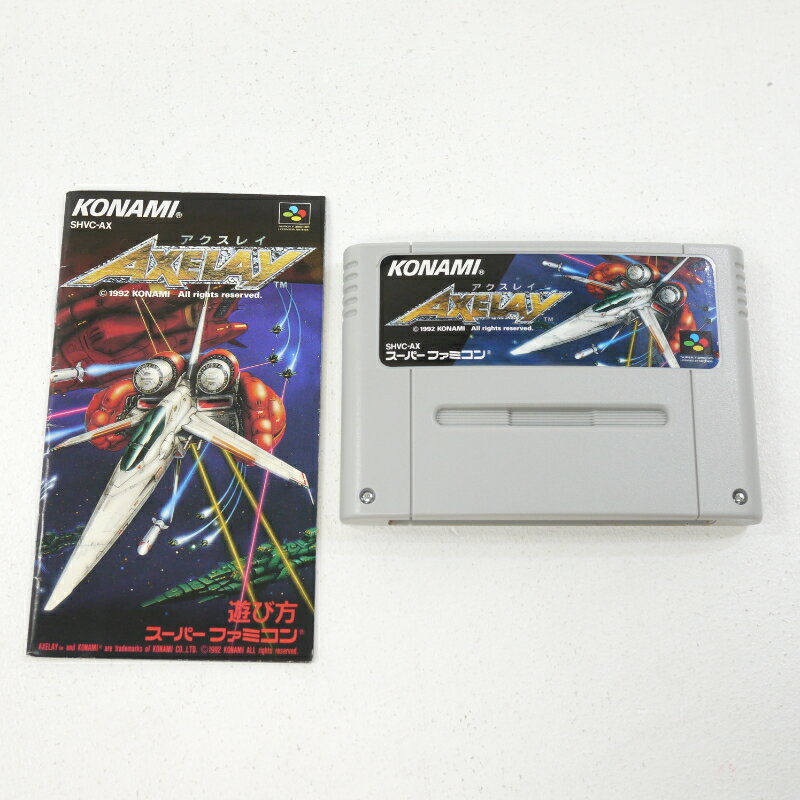 KONAMI®
SHVC-AX
アクスレイ
AXELAY™
©1992 KONAMI All rights reserved.
遊び方
スーパーファミコン®
AXELAY™ and KONAMI® are trademarks of KONAMI CO.,LTD. ©1992 KONAMI ALL rights reserved.
KONAMI®
アクスレイ
AXELAY™
©1992 KONAMI All rights reserved.
SHVC-AX
スーパーファミコン®